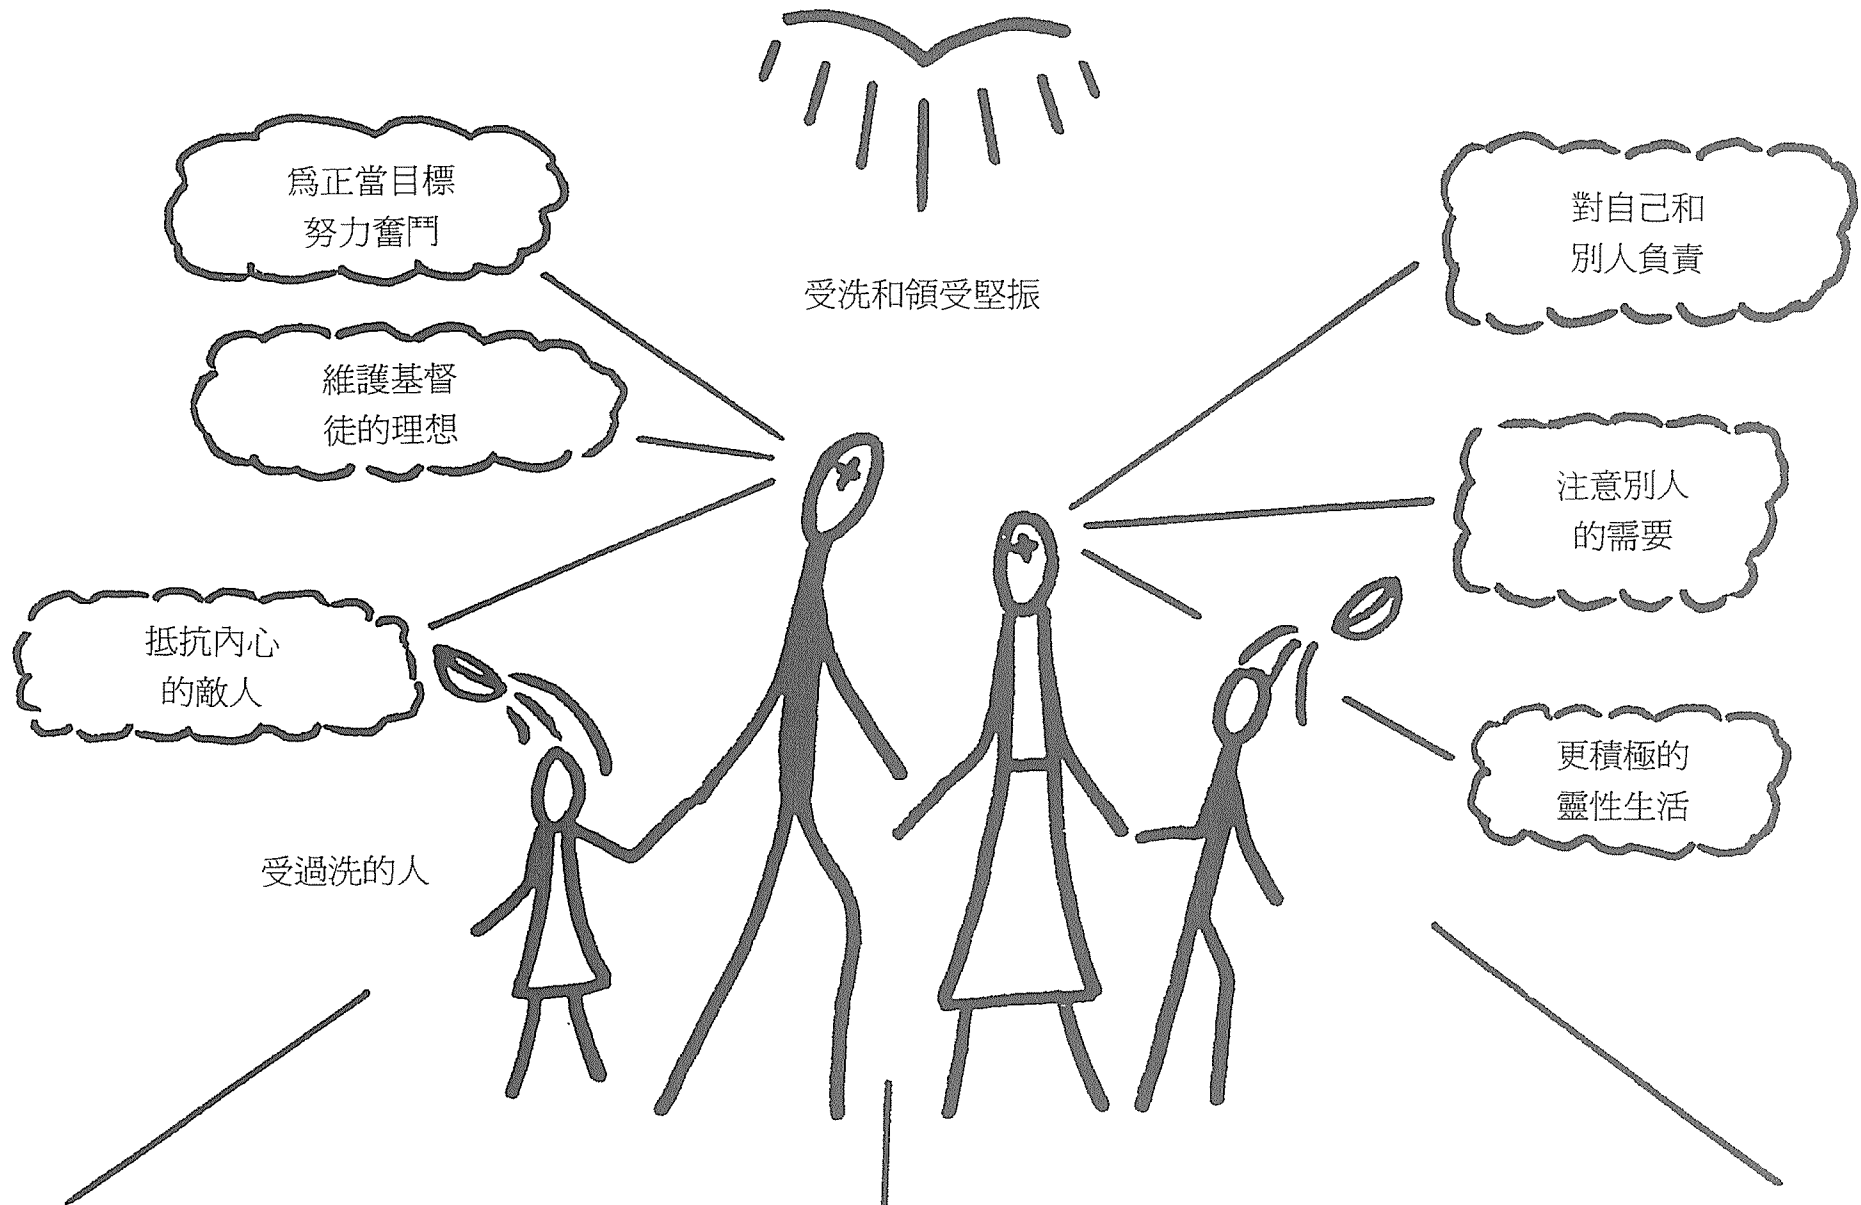 爲正當目標
努力奮鬥
對自己和
別人負責
受洗和領受堅振
維護基督
徒的理想
注意別人
的需要
抵抗內心
的敵人
更積極的
靈性生活
受過洗的人